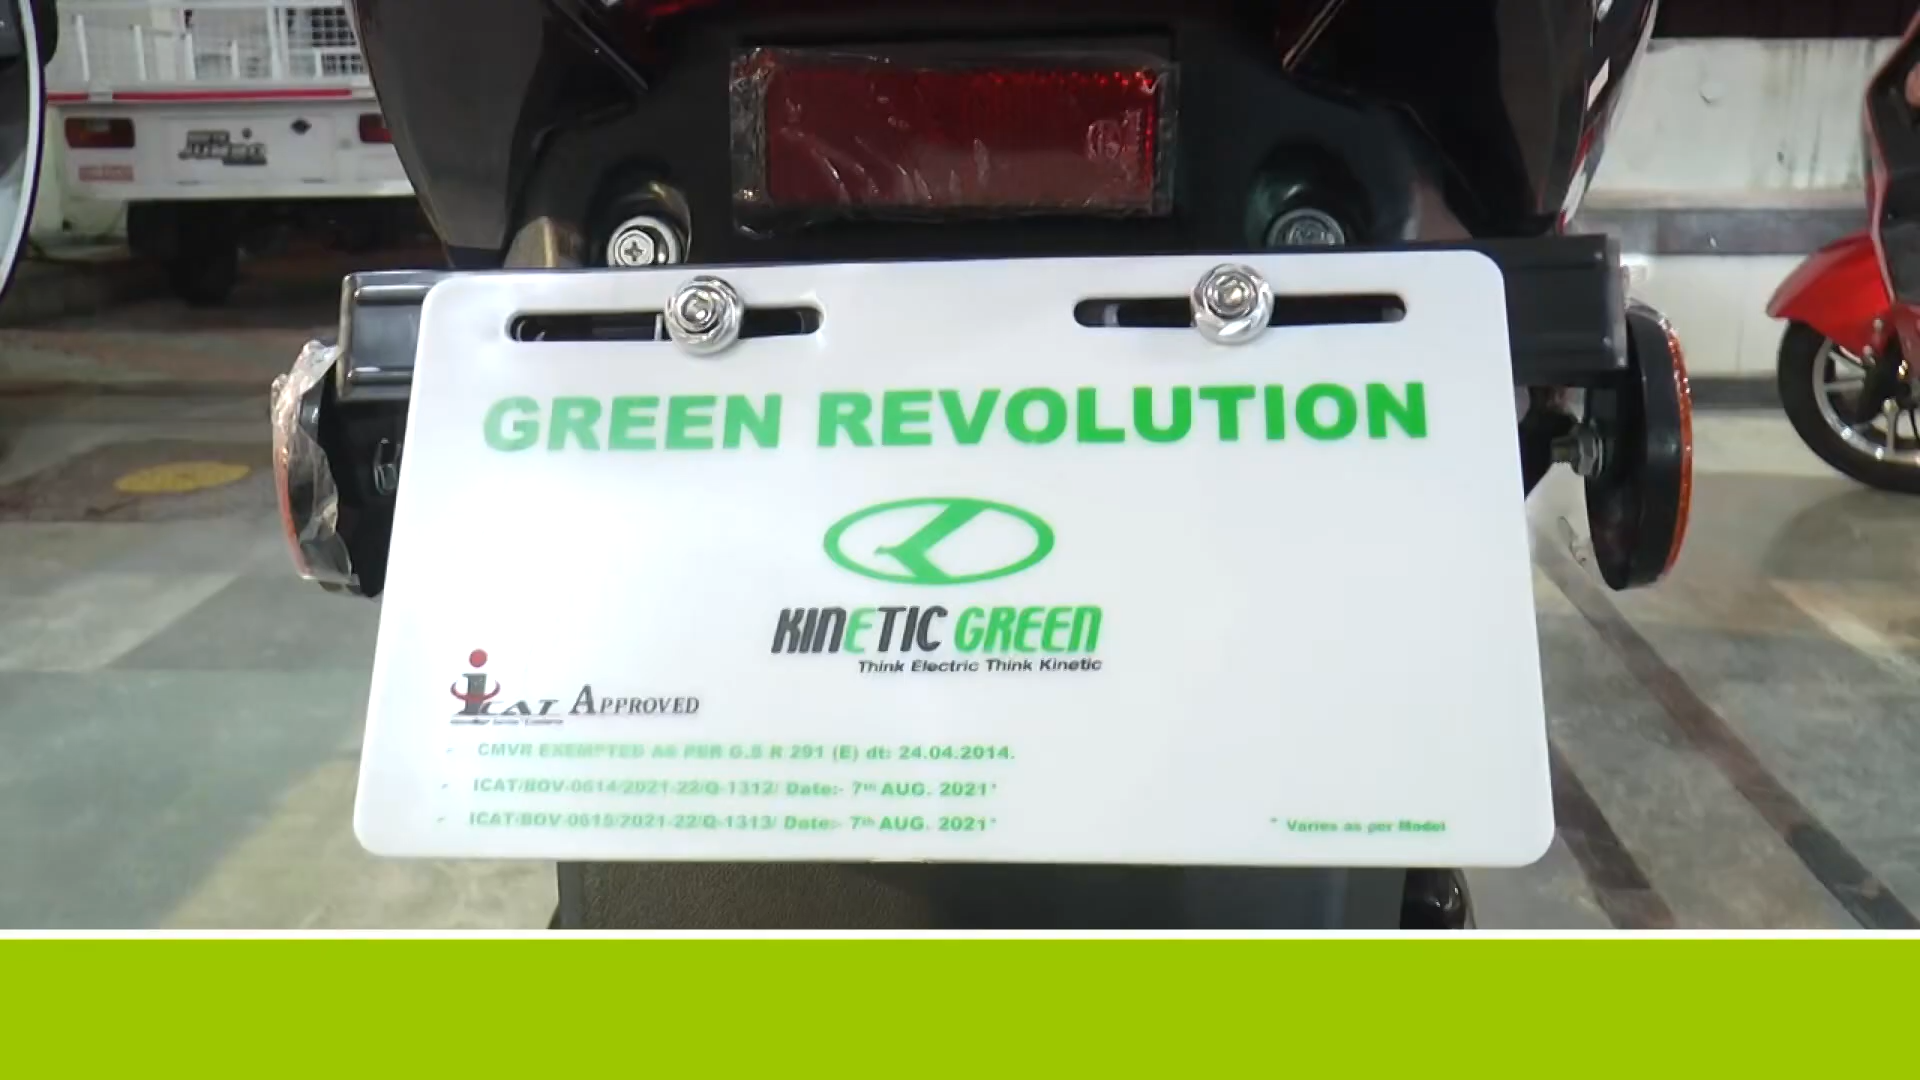 JUMBO
GREEN REVOLUTION
KINETIC GREEN
Think Electric Think Kinetic
iCAT APPROVED
CMVR EXEMPTED AS PER G.S R 291 (E) dt: 24.04.2014.
ICAT/BOV-0614/2021-22/Q-1312/ Date:- 7th AUG. 2021*
ICAT-BOV-0615/2021-22/Q-1313/ Date:- 7th AUG. 2021*
* Varies as per Model